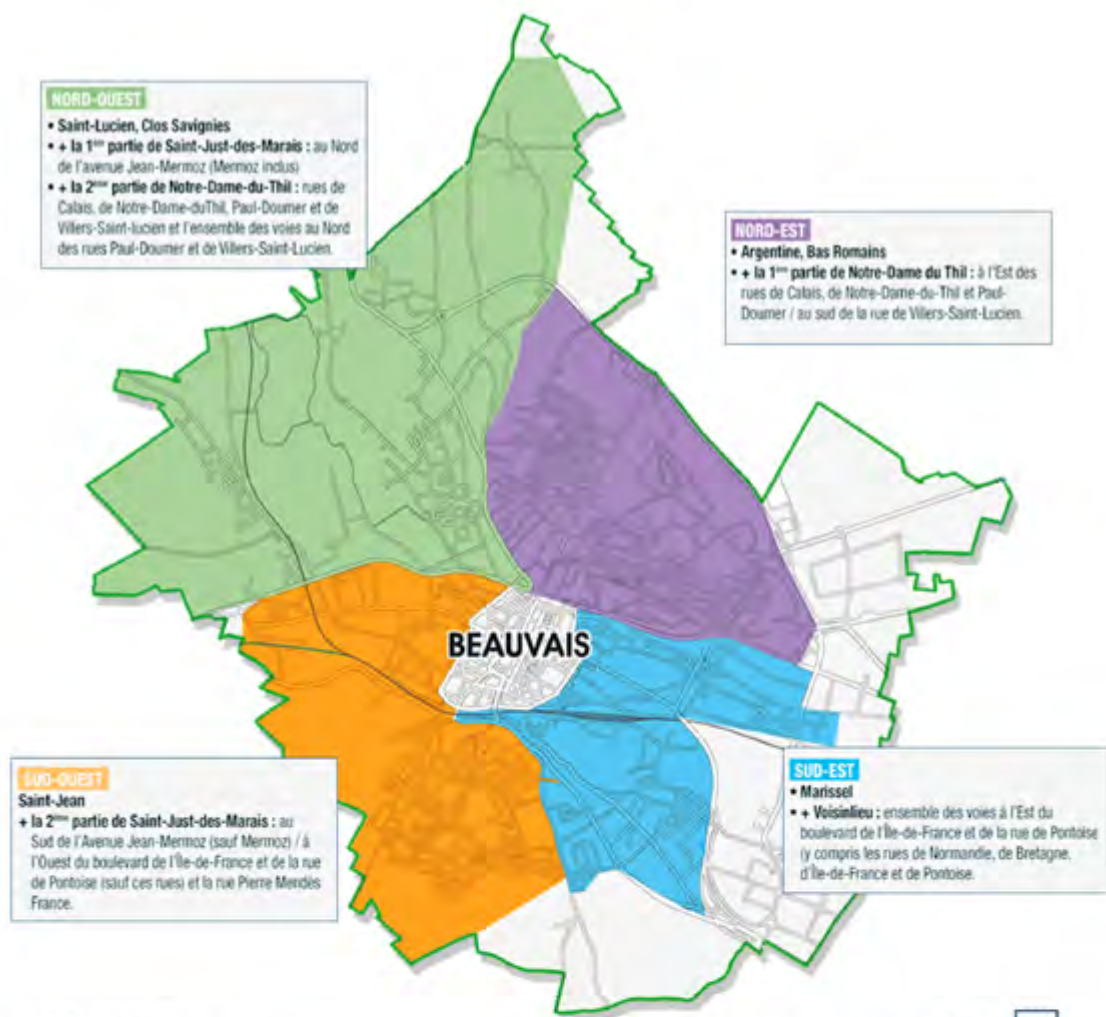 NORD-OUEST
• Saint-Lucien, Clos Savignies
• + la 1ère partie de Saint-Just-des-Marais : au Nord
de l'avenue Jean-Mermoz (Mermoz inclus)
• + la 2ème partie de Notre-Dame-du-Thil : rues de
Calais, de Notre-Dame-duThil, Paul-Doumer et de
Villers-Saint-lucien et l'ensemble des voies au Nord
des rues Paul-Doumer et de Villers-Saint-Lucien.
NORD-EST
• Argentine, Bas Romains
• + la 1ère partie de Notre-Dame du Thil : à l'Est des
rues de Calais, de Notre-Dame-du-Thil et Paul-
Doumer / au sud de la rue de Villers-Saint-Lucien.
BEAUVAIS
SUD-OUEST
Saint-Jean
+ la 2ème partie de Saint-Just-des-Marais : au
Sud de l'Avenue Jean-Mermoz (sauf Mermoz) / à
l'Ouest du boulevard de l'Île-de-France et de la rue
de Pontoise (sauf ces rues) et la rue Pierre Mendès
France.
SUD-EST
• Marissel
• + Voisinlieu : ensemble des voies à l'Est du
boulevard de l'Île-de-France et de la rue de Pontoise
(y compris les rues de Normandie, de Bretagne,
d'Île-de-France et de Pontoise.